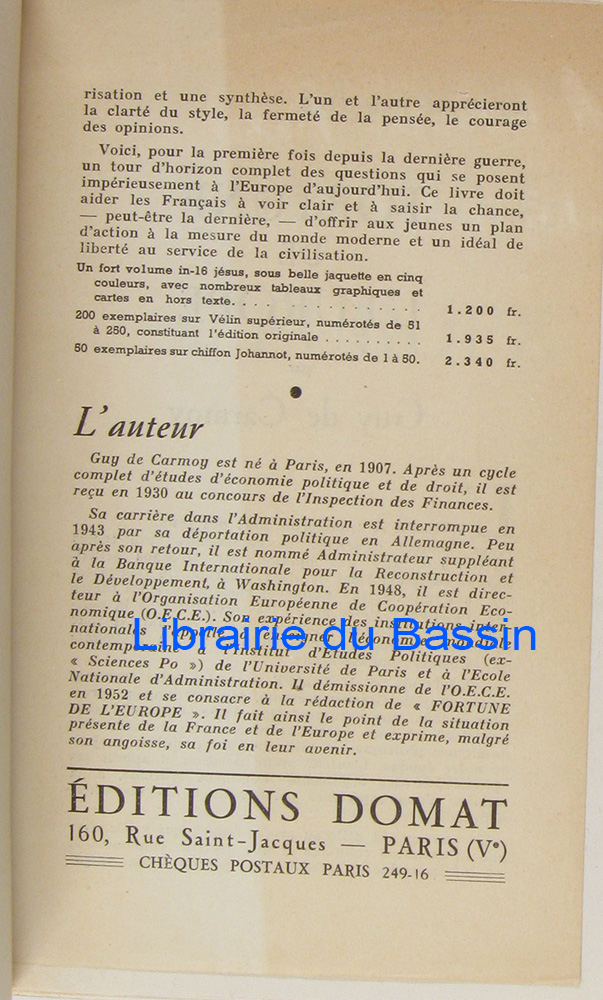 risation et une synthèse. L'un et l'autre apprécieront
la clarté du style, la fermeté de la pensée, le courage
des opinions.
Voici, pour la première fois depuis la dernière guerre,
un tour d'horizon complet des questions qui se posent
impérieusement à l'Europe d'aujourd'hui. Ce livre doit
aider les Français à voir clair et à saisir la chance,
— peut-être la dernière, — d'offrir aux jeunes un plan
d'action à la mesure du monde moderne et un idéal de
liberté au service de la civilisation.
Un fort volume in-16 jésus, sous belle jaquette en cinq
couleurs, avec nombreux tableaux graphiques et
cartes en hors texte. . . . . . . . . . . . . . . . . . 1.200 fr.
200 exemplaires sur Vélin supérieur, numérotés de 51
à 250, constituant l'édition originale . . . . . . . . . . 1.935 fr.
50 exemplaires sur chiffon Johannot, numérotés de 1 à 50. 2.340 fr.
L'auteur
Guy de Carmoy est né à Paris, en 1907. Après un cycle
complet d'études d'économie politique et de droit, il est
reçu en 1930 au concours de l'Inspection des Finances.
Sa carrière dans l'Administration est interrompue en
1943 par sa déportation politique en Allemagne. Peu
après son retour, il est nommé Administrateur suppléant
à la Banque Internationale pour la Reconstruction et
le Développement, à Washington. En 1948, il est direc-
teur à l'Organisation Européenne de Coopération Eco-
nomique (O.E.C.E.). Son expérience des institutions inter-
nationales
Librairie du Bassin
contemporaine à l'Institut d'Etudes Politiques (ex-
« Sciences Po ») de l'Université de Paris et à l'Ecole
Nationale d'Administration. Il démissionne de l'O.E.C.E.
en 1952 et se consacre à la rédaction de « FORTUNE
DE L'EUROPE ». Il fait ainsi le point de la situation
présente de la France et de l'Europe et exprime, malgré
son angoisse, sa foi en leur avenir.
ÉDITIONS DOMAT
160, Rue Saint-Jacques — PARIS (Vᵉ)
CHÈQUES POSTAUX PARIS 249-16